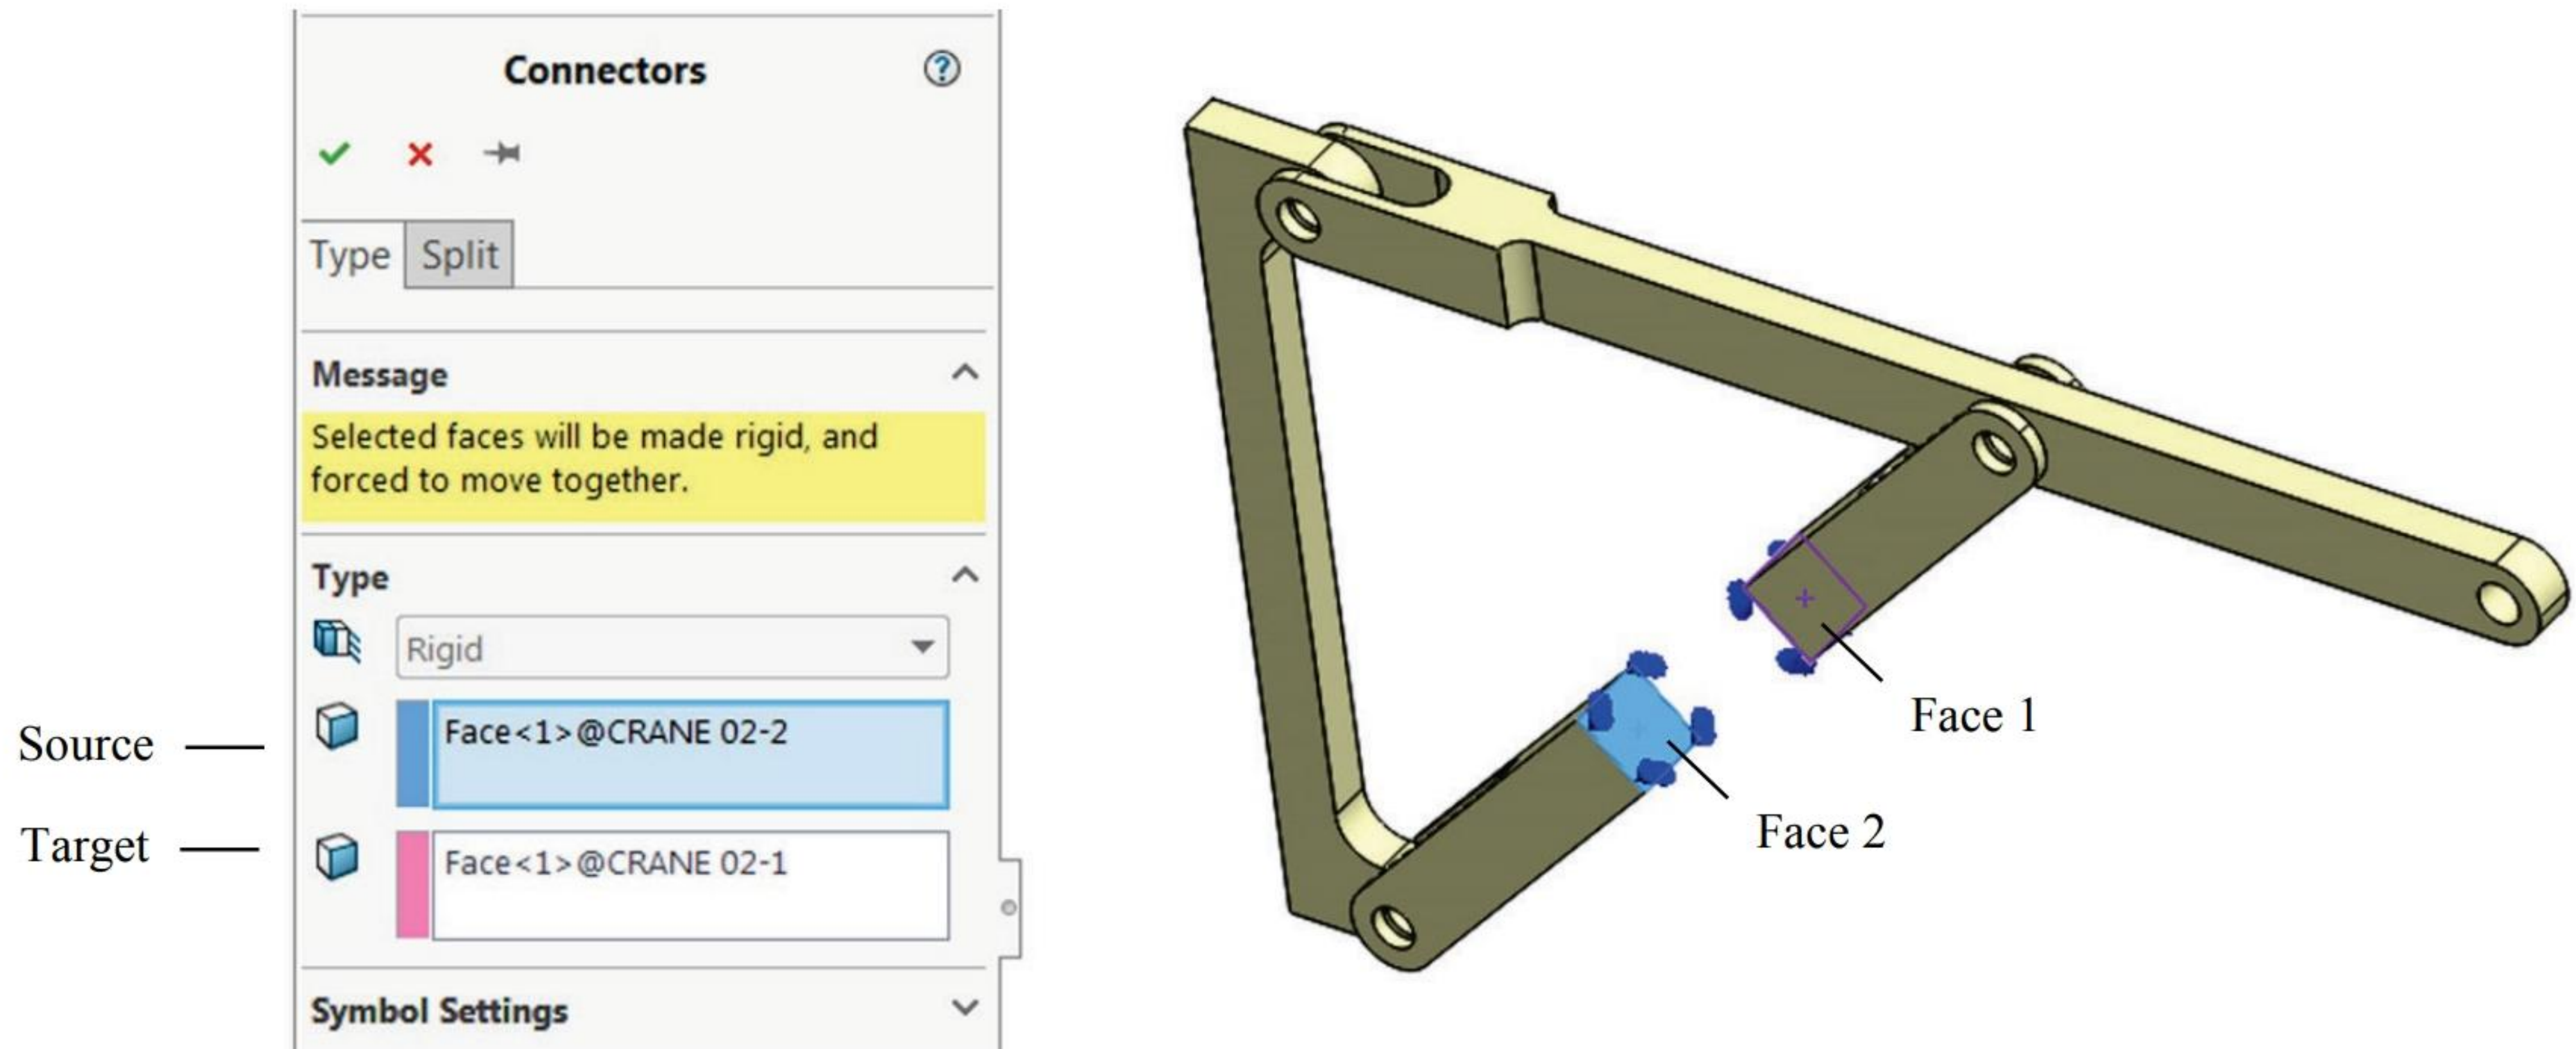 Connectors
?
Type
Split
Message
Selected faces will be made rigid, and
forced to move together.
Type
Rigid
Source
Face<1>@CRANE 02-2
Target
Face<1>@CRANE 02-1
Symbol Settings
Face 1
Face 2